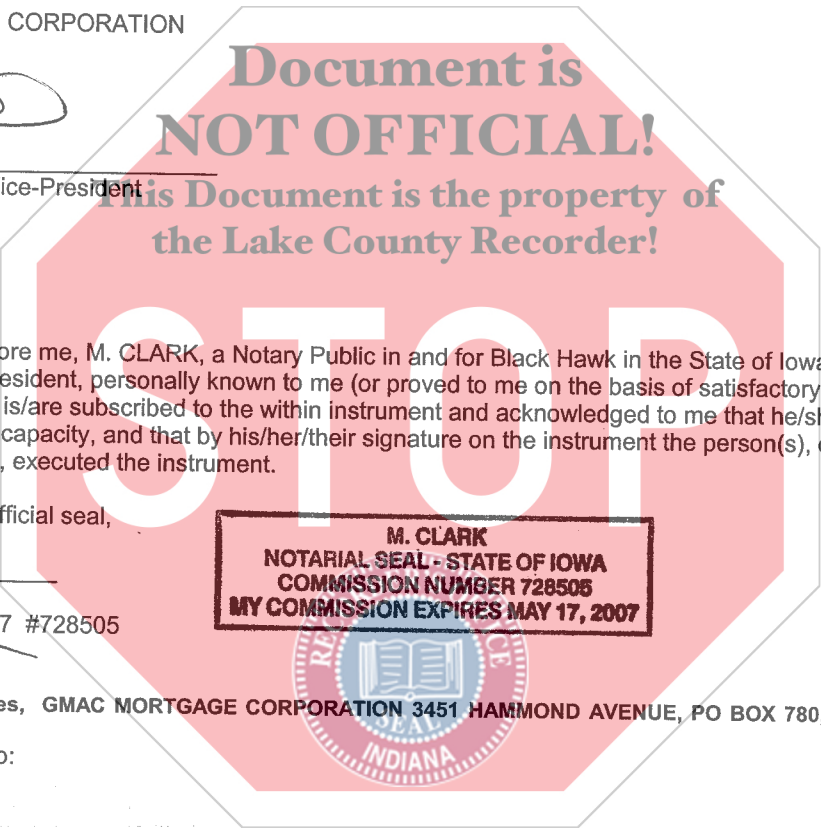 CORPORATION
Document is
NOT OFFICIAL!
ice-President
This Document is the property of
the Lake County Recorder!
STOP
ore me, M. CLARK, a Notary Public in and for Black Hawk in the State of Iowa
esident, personally known to me (or proved to me on the basis of satisfactory
is/are subscribed to the within instrument and acknowledged to me that he/sh
capacity, and that by his/her/their signature on the instrument the person(s),
, executed the instrument.
fficial seal,
M. CLARK
NOTARIAL SEAL - STATE OF IOWA
COMMISSION NUMBER 728505
MY COMMISSION EXPIRES MAY 17, 2007
7 #728505
es, GMAC MORTGAGE CORPORATION 3451 HAMMOND AVENUE, PO BOX 780
SEAL
INDIANA
o: